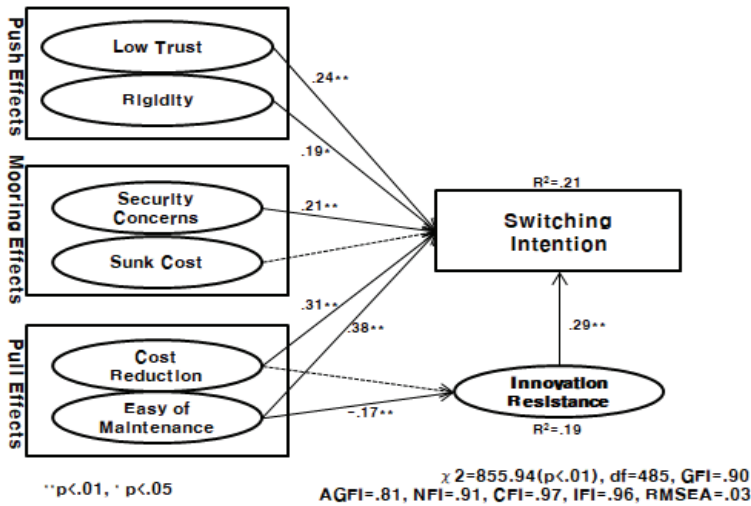 Push Effects
Low Trust
Rigidity
.24**
.19*
Mooring Effects
Security
Concerns
Sunk Cost
.21**
R²=.21
Switching
Intention
Pull Effects
Cost
Reduction
Easy of
Maintenance
.31**
.38**
-.17**
.29**
Innovation
Resistance
R²=.19
**p<.01, * p<.05
χ2=855.94(p<.01), df=485, GFI=.90
AGFI=.81, NFI=.91, CFI=.97, IFI=.96, RMSEA=.03